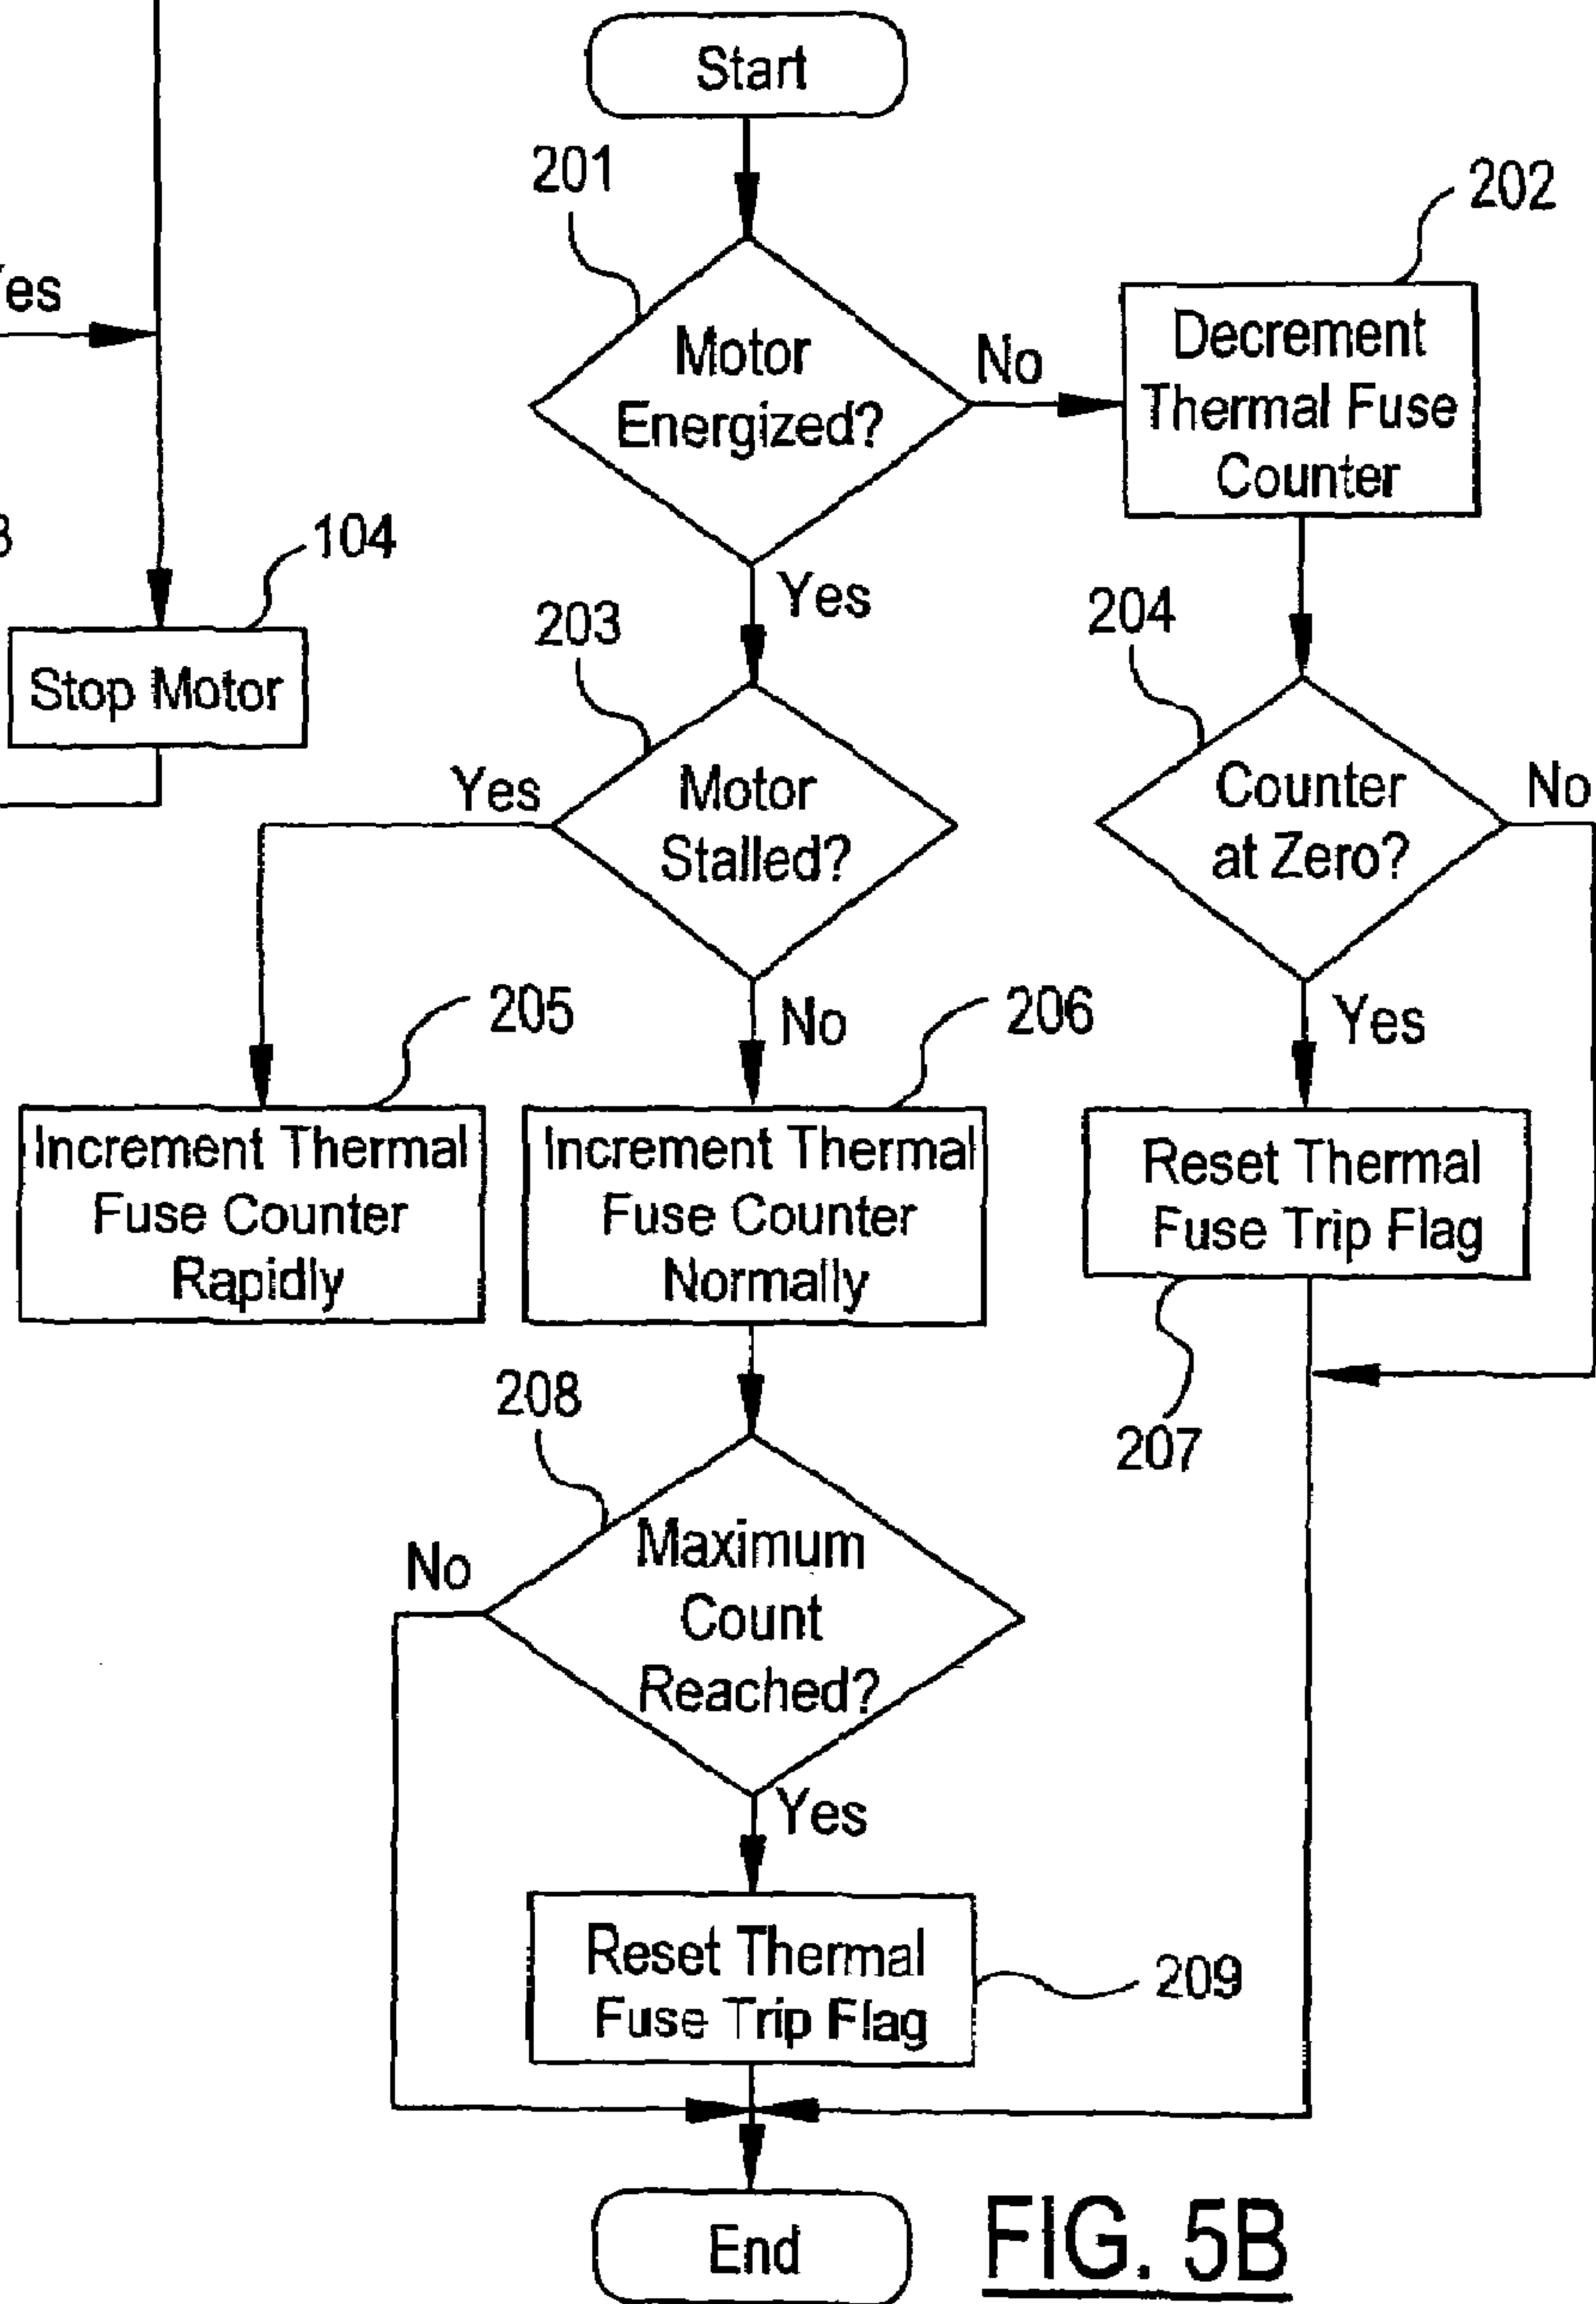 Start
201
202
Motor
Energized?
No
Decrement
Thermal Fuse
Counter
Yes
104
Stop Motor
Yes
203
204
Yes
Motor
Stalled?
Counter
at Zero?
No
205
No
206
Yes
Increment Thermal
Fuse Counter
Rapidly
Increment Thermal
Fuse Counter
Normally
Reset Thermal
Fuse Trip Flag
207
208
No
Maximum
Count
Reached?
Yes
Reset Thermal
Fuse Trip Flag
209
End
FIG. 5B